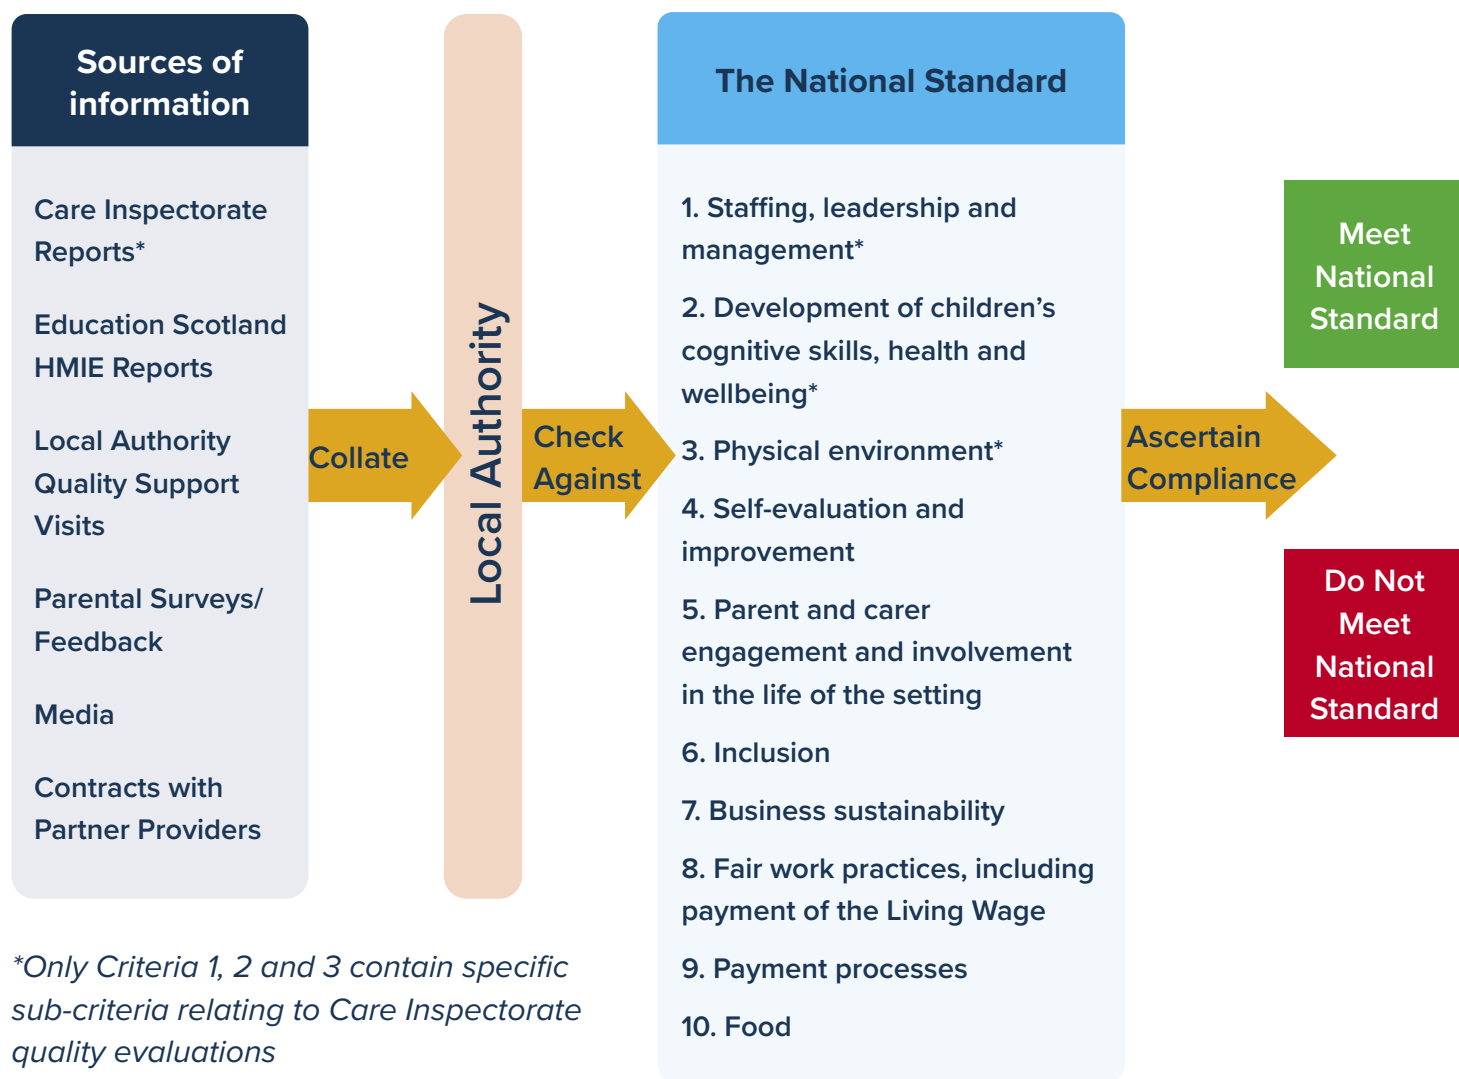 Sources of
information
Care Inspectorate
Reports*
Education Scotland
HMIE Reports
Local Authority
Quality Support
Visits
Parental Surveys/
Feedback
Media
Contracts with
Partner Providers
Collate
Local Authority
Check
Against
The National Standard
1. Staffing, leadership and
management*
2. Development of children’s
cognitive skills, health and
wellbeing*
3. Physical environment*
4. Self-evaluation and
improvement
5. Parent and carer
engagement and involvement
in the life of the setting
6. Inclusion
7. Business sustainability
8. Fair work practices, including
payment of the Living Wage
9. Payment processes
10. Food
Ascertain
Compliance
Meet
National
Standard
Do Not
Meet
National
Standard
*Only Criteria 1, 2 and 3 contain specific
sub-criteria relating to Care Inspectorate
quality evaluations